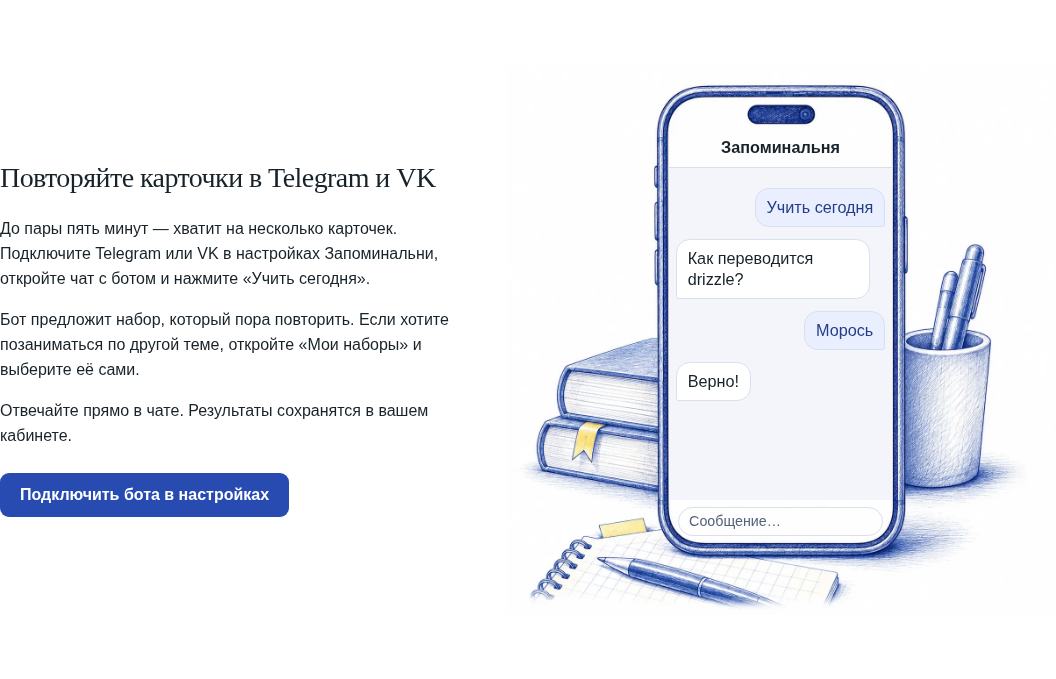 Повторяйте карточки в Telegram и VK
До пары пять минут — хватит на несколько карточек.
Подключите Telegram или VK в настройках Запоминальни,
откройте чат с ботом и нажмите «Учить сегодня».
Бот предложит набор, который пора повторить. Если хотите
позаниматься по другой теме, откройте «Мои наборы» и
выберите её сами.
Отвечайте прямо в чате. Результаты сохранятся в вашем
кабинете.
Подключить бота в настройках
Запоминальня
Учить сегодня
Как переводится
drizzle?
Морось
Верно!
Сообщение…